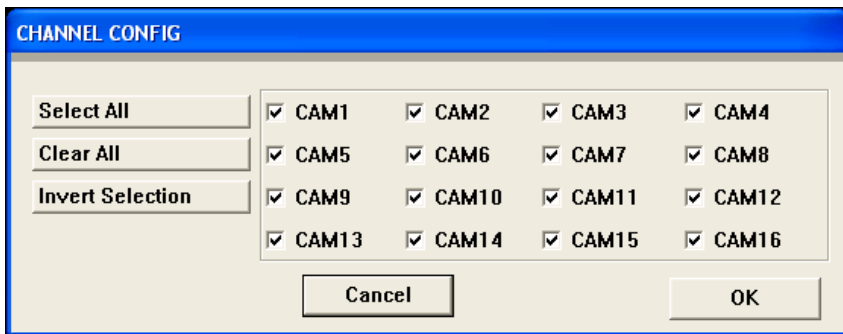 CHANNEL CONFIG
Select All CAM1 CAM2 CAM3 CAM4
Clear All CAM5 CAM6 CAM7 CAM8
Invert Selection CAM9 CAM10 CAM11 CAM12
CAM13 CAM14 CAM15 CAM16
Cancel OK